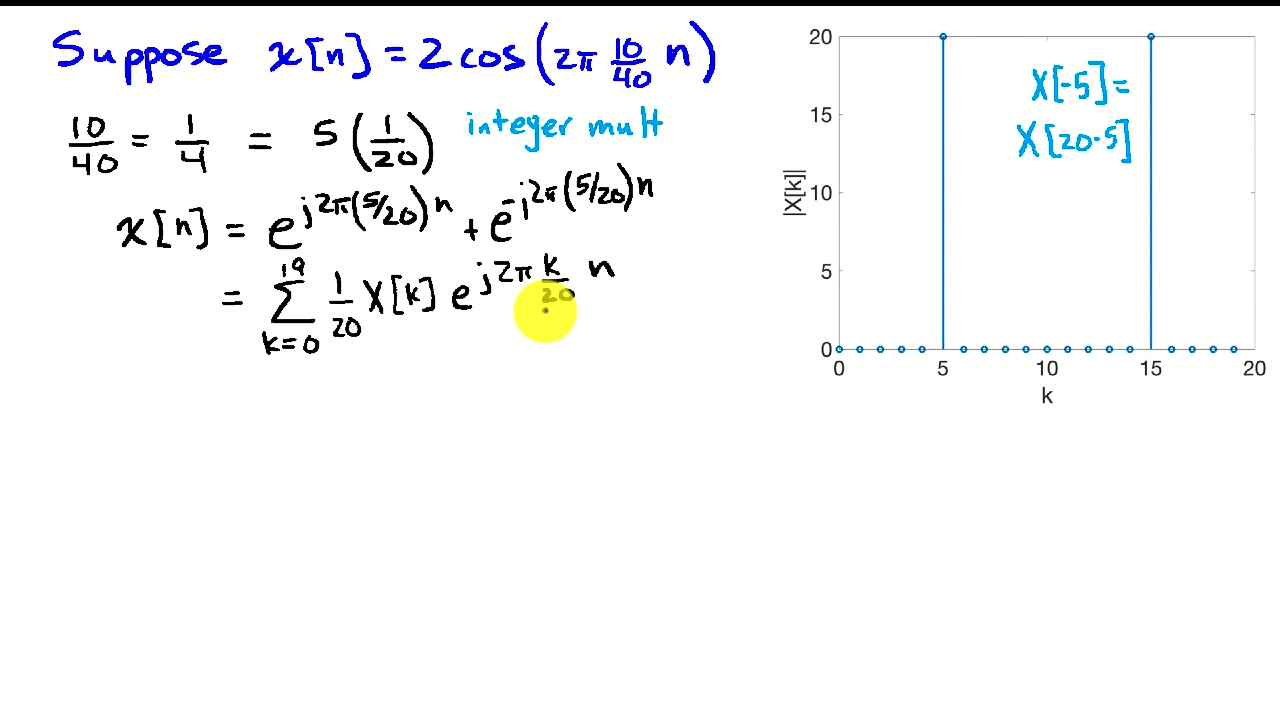 Suppose x[n] = 2 cos(2π 10/40 n)
10/40 = 1/4 = 5(1/20) integer mult
x[n] = e^{j2π(5/20)n} + e^{-j2π(5/20)n}
= ∑_{k=0}^{19} 1/20 X[k] e^{j2π k/20 n}
X[-5] =
X[20-5]
|X[k]|
20
15
10
5
0
0 5 10 15 20
k